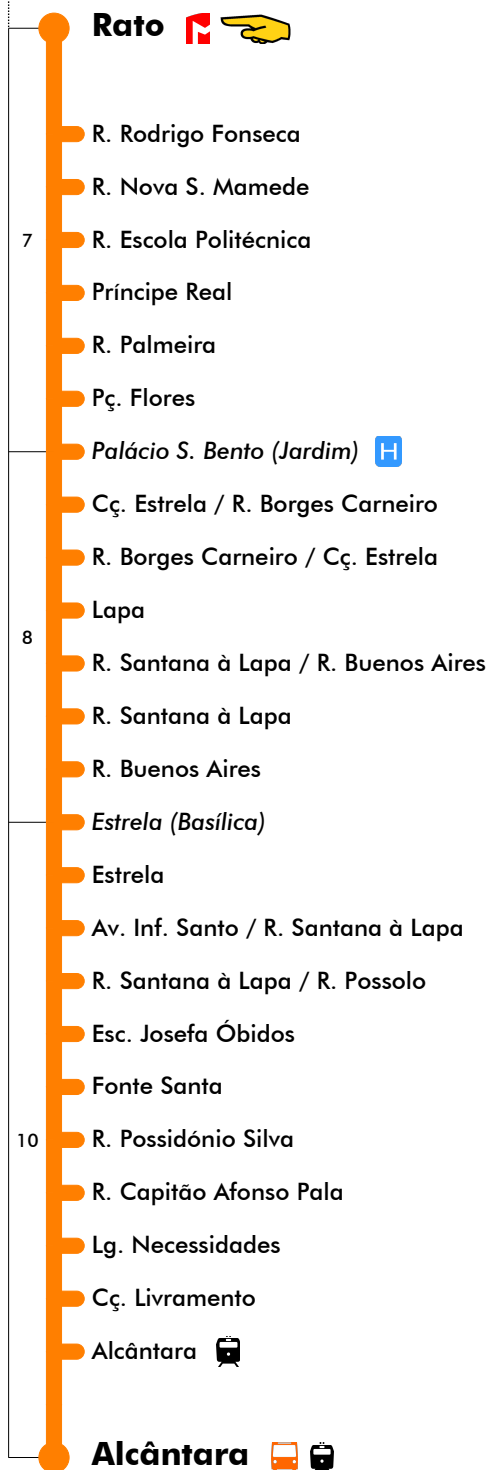 Rato
R. Rodrigo Fonseca
R. Nova S. Mamede
7
R. Escola Politécnica
Príncipe Real
R. Palmeira
Pç. Flores
Palácio S. Bento (Jardim) H
Cç. Estrela / R. Borges Carneiro
R. Borges Carneiro / Cç. Estrela
Lapa
8
R. Santana à Lapa / R. Buenos Aires
R. Santana à Lapa
R. Buenos Aires
Estrela (Basílica)
Estrela
Av. Inf. Santo / R. Santana à Lapa
R. Santana à Lapa / R. Possolo
Esc. Josefa Óbidos
Fonte Santa
10
R. Possidónio Silva
R. Capitão Afonso Pala
Lg. Necessidades
Cç. Livramento
Alcântara
Alcântara